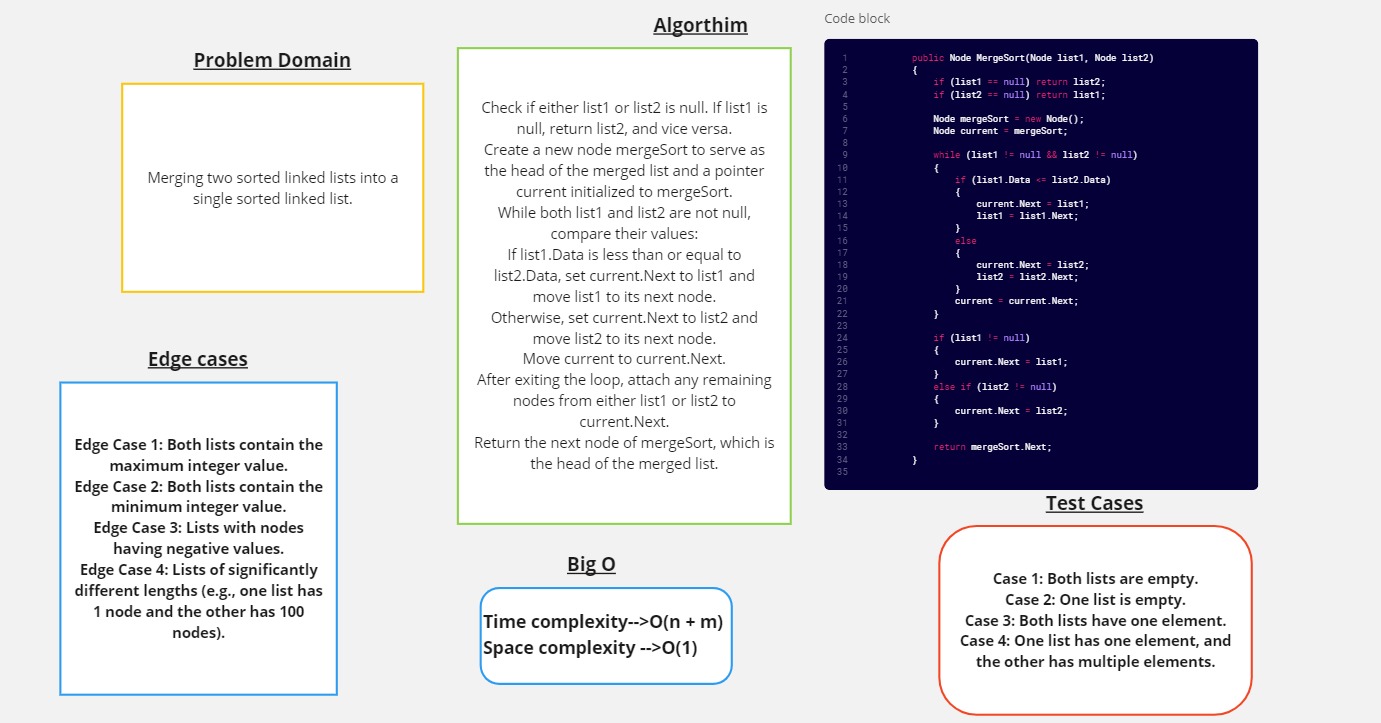 Problem Domain
Merging two sorted linked lists into a
single sorted linked list.
Edge cases
Edge Case 1: Both lists contain the
maximum integer value.
Edge Case 2: Both lists contain the
minimum integer value.
Edge Case 3: Lists with nodes
having negative values.
Edge Case 4: Lists of significantly
different lengths (e.g., one list has
1 node and the other has 100
nodes).
Algorthim
Check if either list1 or list2 is null. If list1 is
null, return list2, and vice versa.
Create a new node mergeSort to serve as
the head of the merged list and a pointer
current initialized to mergeSort.
While both list1 and list2 are not null,
compare their values:
If list1.Data is less than or equal to
list2.Data, set current.Next to list1 and
move list1 to its next node.
Otherwise, set current.Next to list2 and
move list2 to its next node.
Move current to current.Next.
After exiting the loop, attach any remaining
nodes from either list1 or list2 to
current.Next.
Return the next node of mergeSort, which is
the head of the merged list.
Big O
Time complexity-->O(n + m)
Space complexity -->O(1)
Code block
1 public Node MergeSort(Node list1, Node list2)
2 {
3 if (list1 == null) return list2;
4 if (list2 == null) return list1;
5
6 Node mergeSort = new Node();
7 Node current = mergeSort;
8
9 while (list1 != null && list2 != null)
10 {
11 if (list1.Data <= list2.Data)
12 {
13 current.Next = list1;
14 list1 = list1.Next;
15 }
16 else
17 {
18 current.Next = list2;
19 list2 = list2.Next;
20 }
21 current = current.Next;
22 }
23
24 if (list1 != null)
25 {
26 current.Next = list1;
27 }
28 else if (list2 != null)
29 {
30 current.Next = list2;
31 }
32
33 return mergeSort.Next;
34 }
35
Test Cases
Case 1: Both lists are empty.
Case 2: One list is empty.
Case 3: Both lists have one element.
Case 4: One list has one element, and
the other has multiple elements.